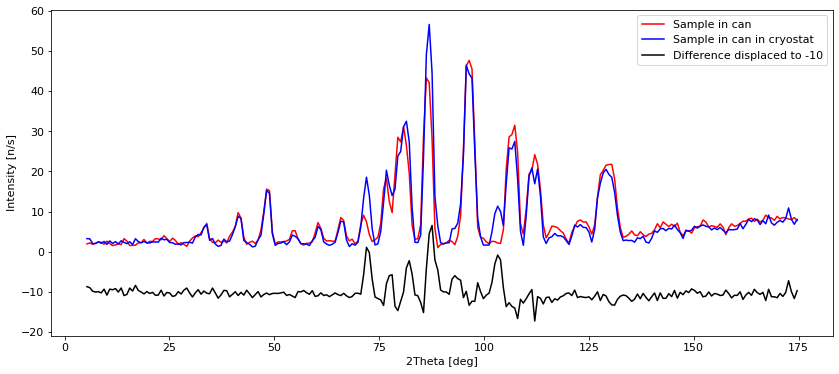 60
50
40
30
20
10
0
−10
−20
Intensity [n/s]
Sample in can
Sample in can in cryostat
Difference displaced to -10
0 25 50 75 100 125 150 175
2Theta [deg]